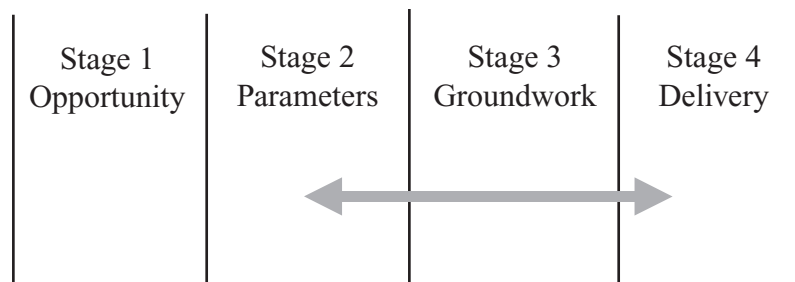 Stage 1
Opportunity
Stage 2
Parameters
Stage 3
Groundwork
Stage 4
Delivery